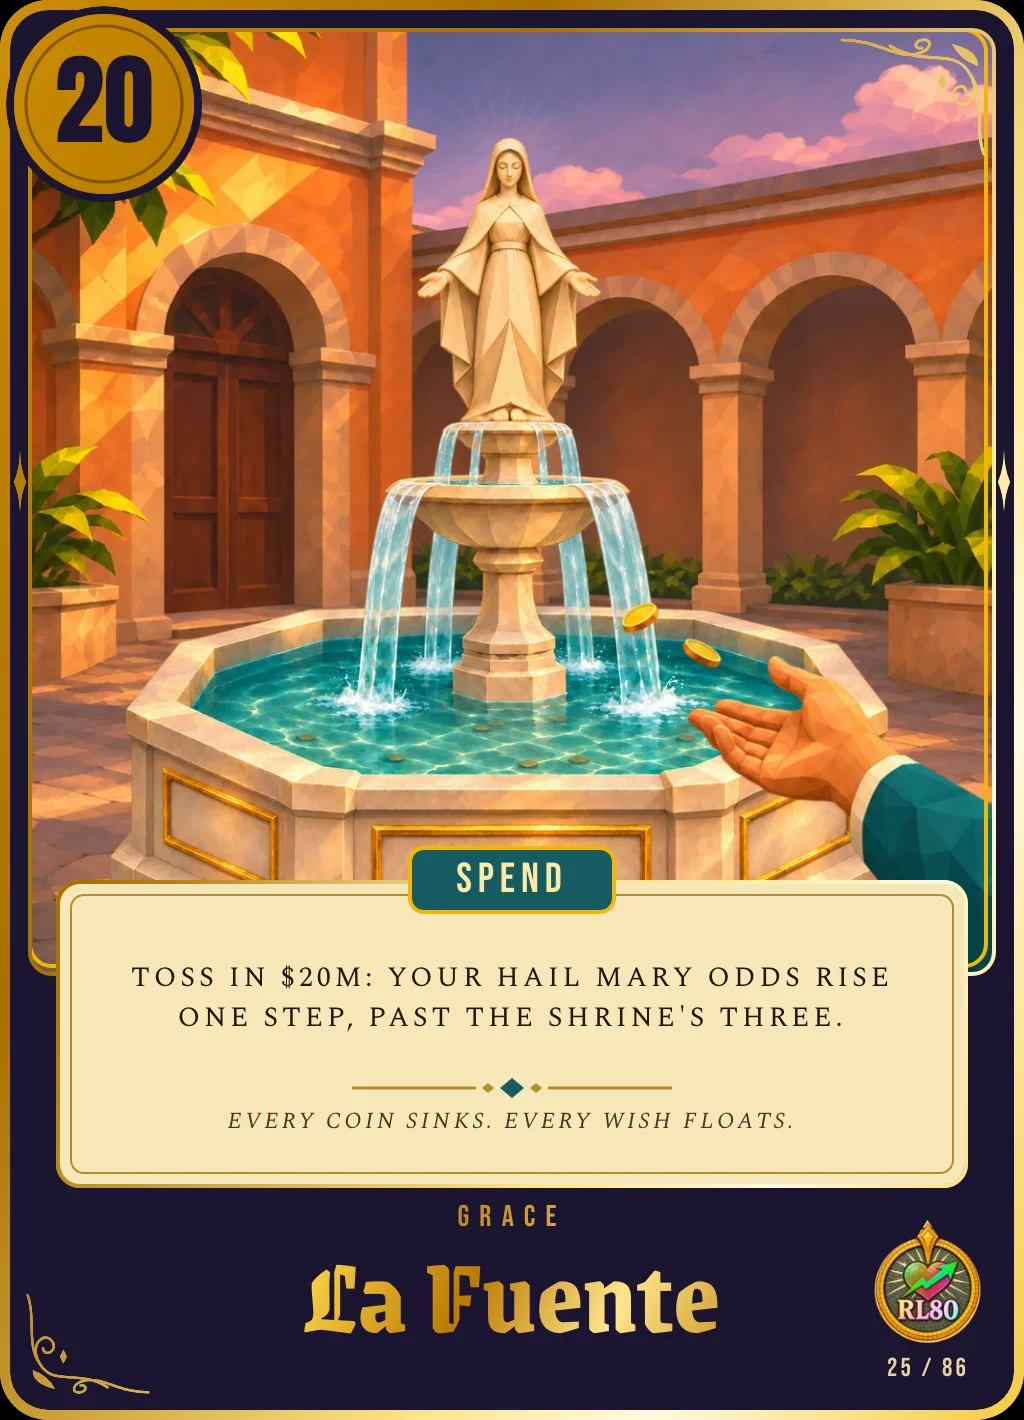 20
SPEND
TOSS IN $20M: YOUR HAIL MARY ODDS RISE
ONE STEP, PAST THE SHRINE'S THREE.
EVERY COIN SINKS. EVERY WISH FLOATS.
GRACE
La Fuente
RL80
25 / 86